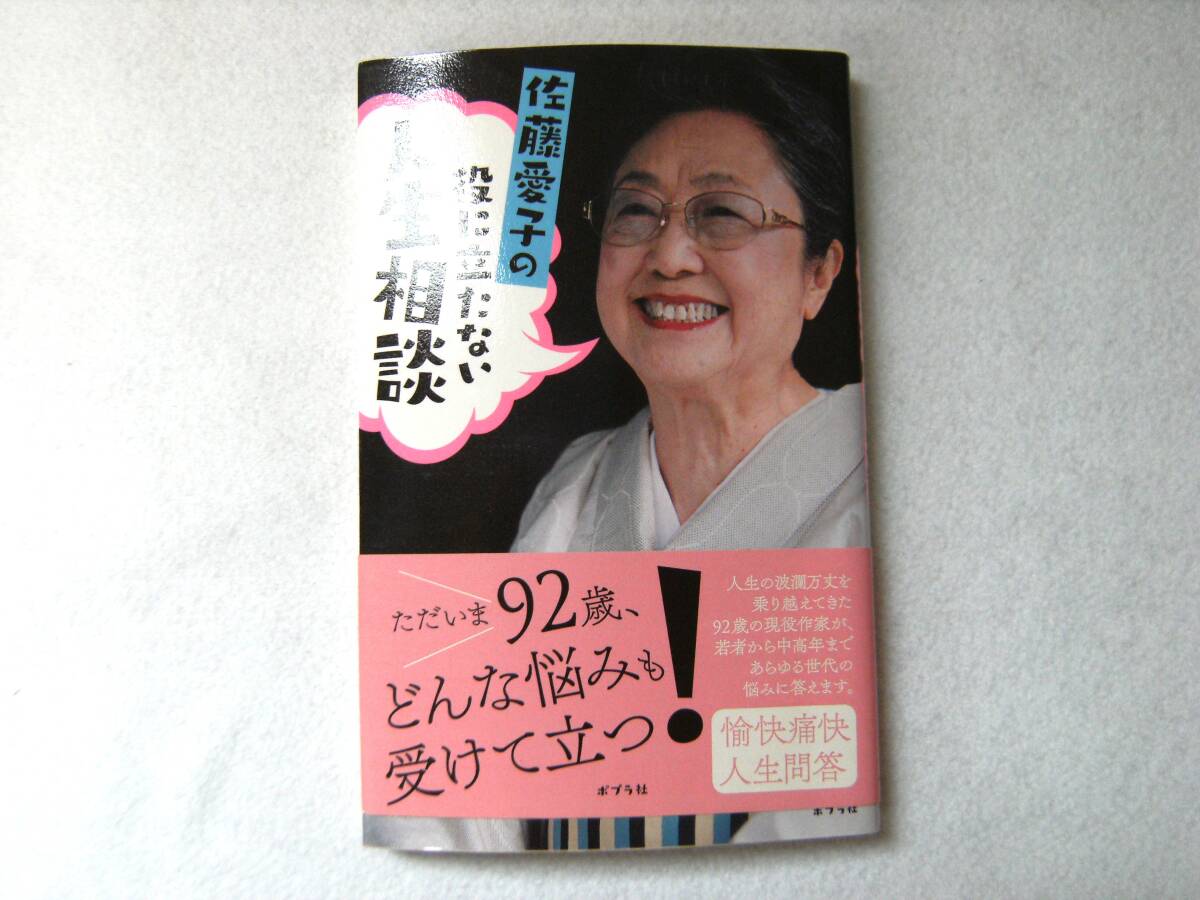 佐藤愛子の
役に立たない
人生相談
ただいま
92歳、
どんな悩みも
受けて立つ!
ポプラ社
人生の波瀾万丈を
乗り越えてきた
92歳の現役作家が、
若者から中高年まで
あらゆる世代の
悩みに答えます。
愉快痛快
人生問答
ポプラ社